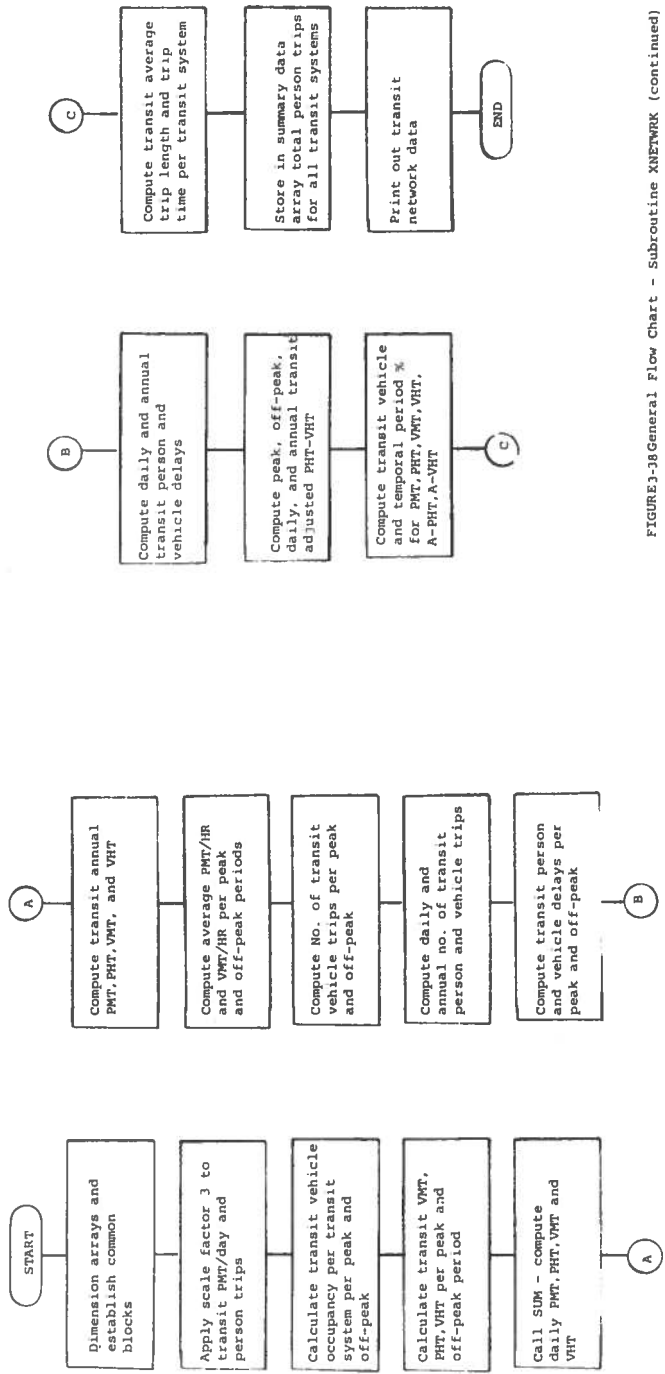 START
Dimension arrays and
establish common
blocks
Apply scale factor 3 to
transit PMT/day and
person trips
Calculate transit vehicle
occupancy per transit
system per peak and
off-peak
Calculate transit VMT,
PHT,VHT per peak and
off-peak period
Call SUM - compute
daily PMT,PHT,VMT and
VHT
A
A
Compute transit annual
PMT,PHT,VMT, and VHT
Compute average PMT/HR
and VMT/HR per peak
and off-peak periods
Compute No. of transit
vehicle trips per peak
and off-peak
Compute daily and
annual no. of transit
person and vehicle trips
Compute transit person
and vehicle delays per
peak and off-peak
B
B
Compute daily and annual
transit person and
vehicle delays
Compute peak, off-peak,
daily, and annual transit
adjusted PHT-VHT
Compute transit vehicle
and temporal period %
for PMT,PHT,VMT,VHT,
A-PHT,A-VHT
C
C
Compute transit average
trip length and trip
time per transit system
Store in summary data
array total person trips
for all transit systems
Print out transit
network data
END
FIGURE3-38General Flow Chart - Subroutine XNETWRK (continued)